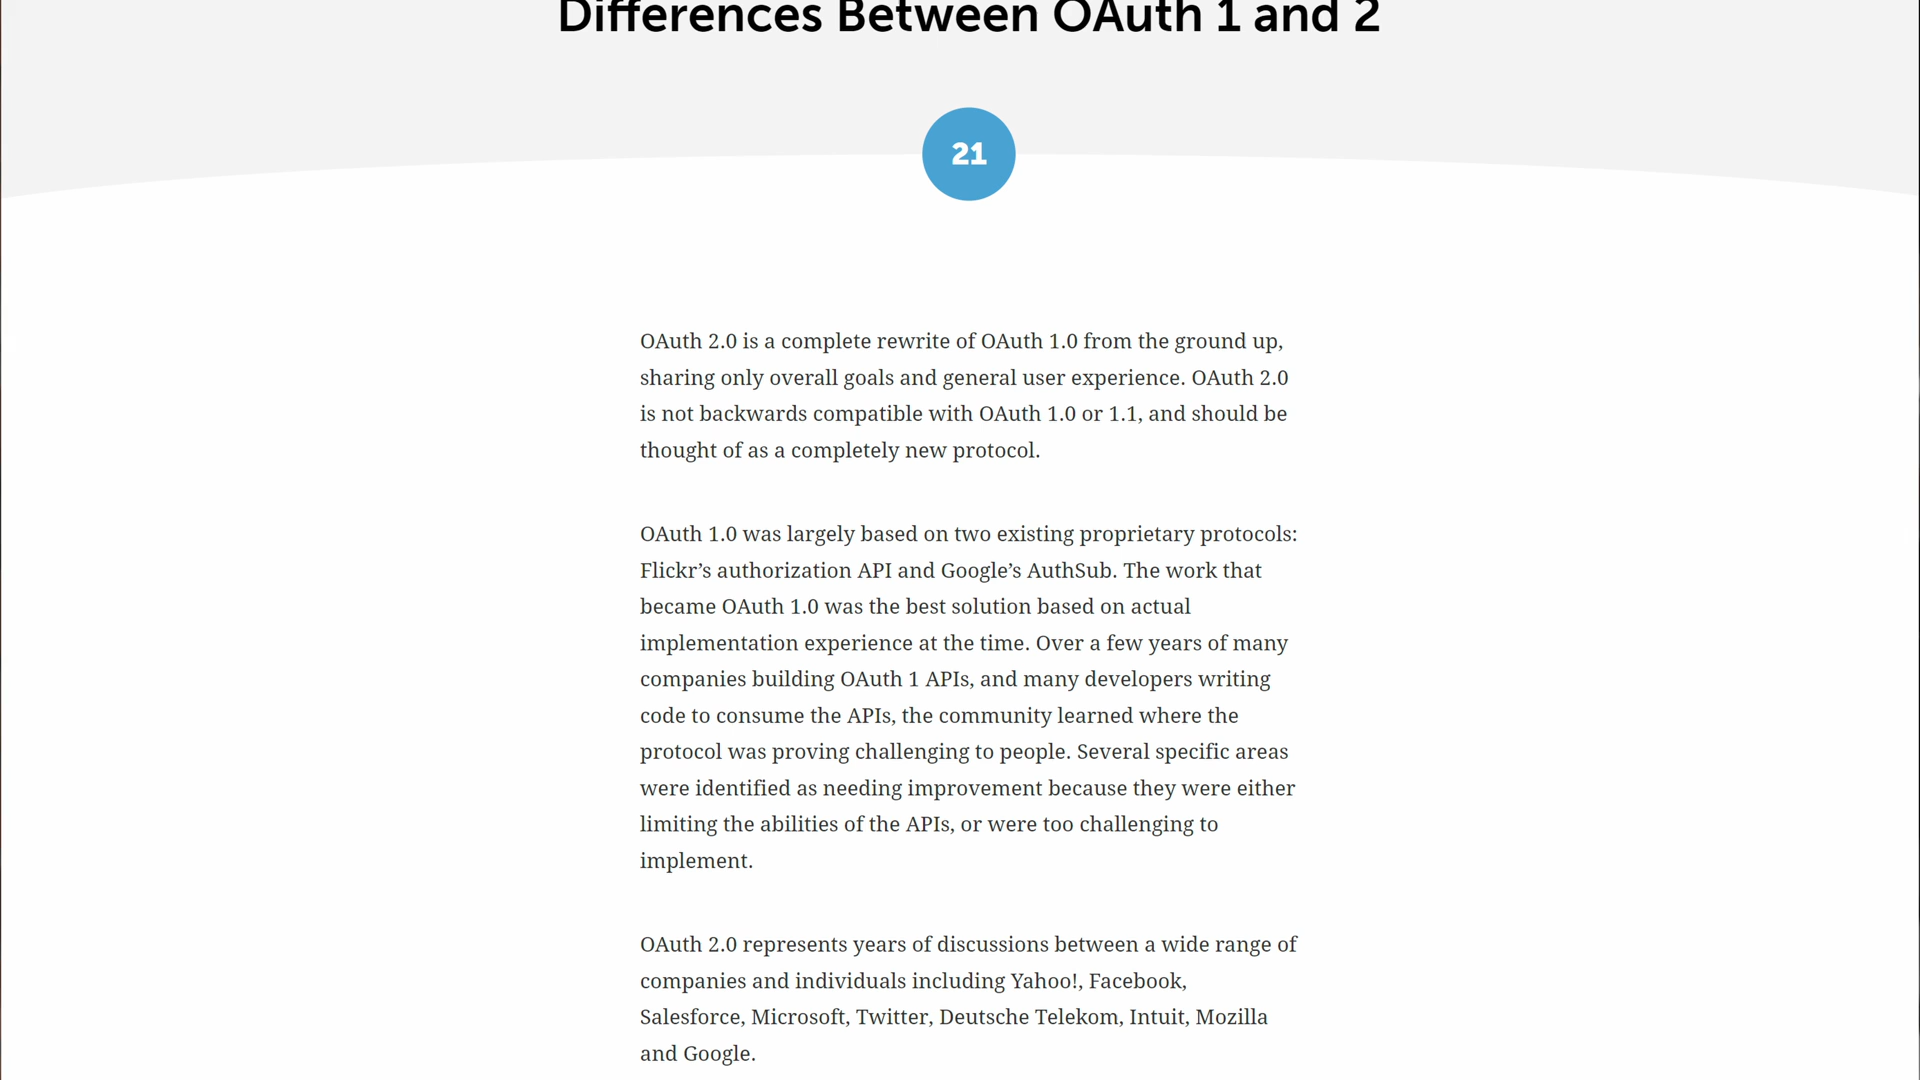 Differences Between OAuth 1 and 2
21
OAuth 2.0 is a complete rewrite of OAuth 1.0 from the ground up,
sharing only overall goals and general user experience. OAuth 2.0
is not backwards compatible with OAuth 1.0 or 1.1, and should be
thought of as a completely new protocol.
OAuth 1.0 was largely based on two existing proprietary protocols:
Flickr’s authorization API and Google’s AuthSub. The work that
became OAuth 1.0 was the best solution based on actual
implementation experience at the time. Over a few years of many
companies building OAuth 1 APIs, and many developers writing
code to consume the APIs, the community learned where the
protocol was proving challenging to people. Several specific areas
were identified as needing improvement because they were either
limiting the abilities of the APIs, or were too challenging to
implement.
OAuth 2.0 represents years of discussions between a wide range of
companies and individuals including Yahoo!, Facebook,
Salesforce, Microsoft, Twitter, Deutsche Telekom, Intuit, Mozilla
and Google.